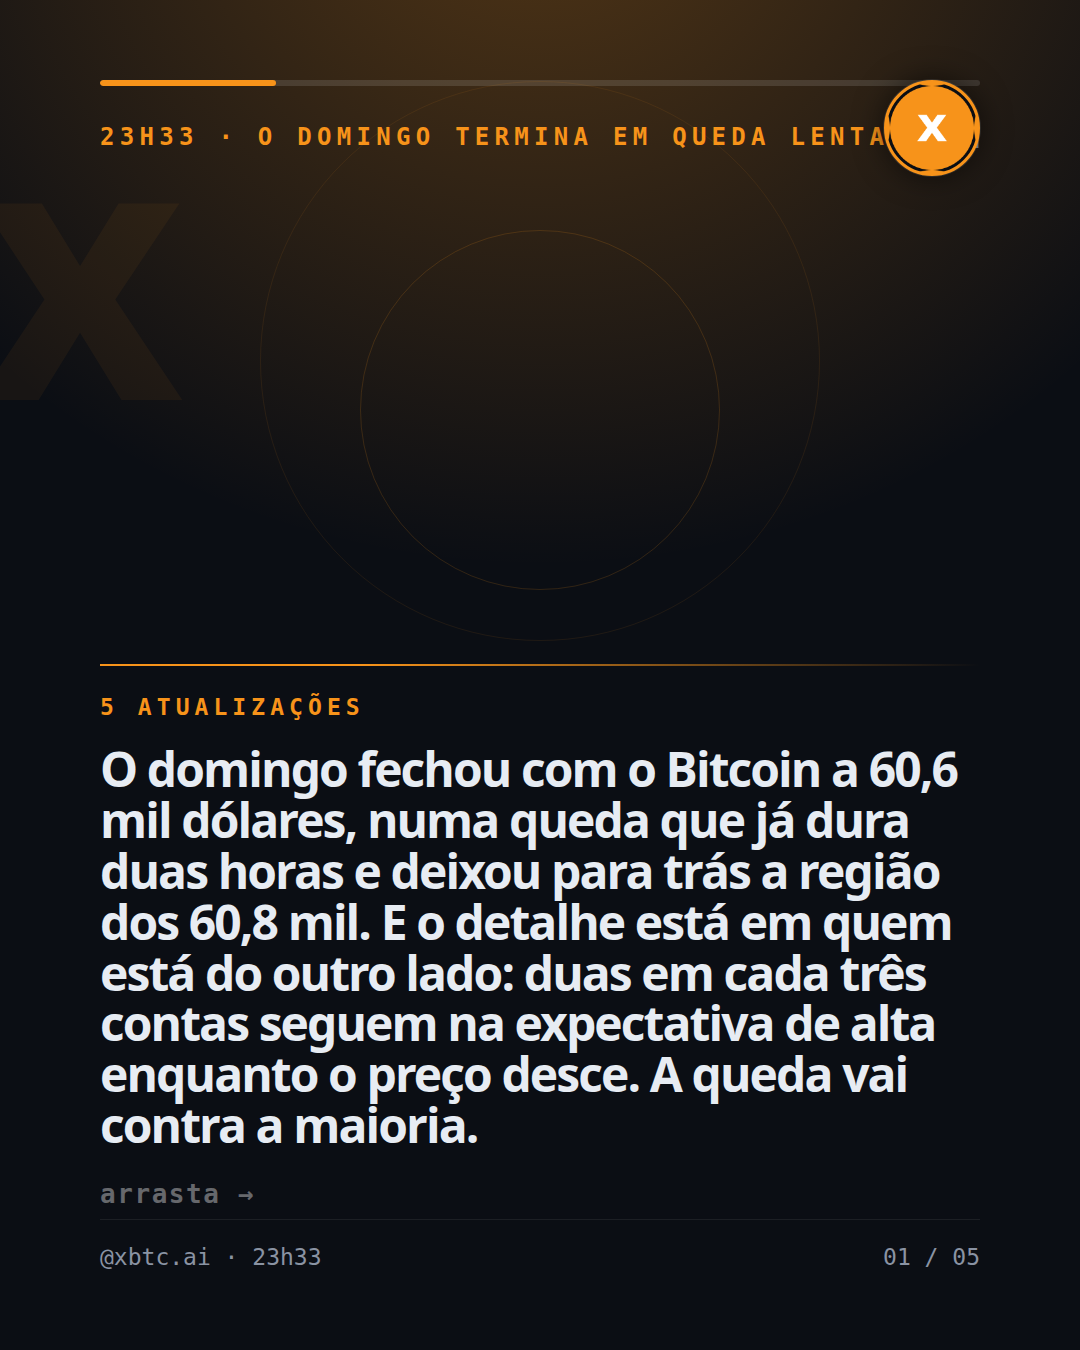 23H33 · O DOMINGO TERMINA EM QUEDA LENTA
X
X
5 ATUALIZAÇÕES
O domingo fechou com o Bitcoin a 60,6
mil dólares, numa queda que já dura
duas horas e deixou para trás a região
dos 60,8 mil. E o detalhe está em quem
está do outro lado: duas em cada três
contas seguem na expectativa de alta
enquanto o preço desce. A queda vai
contra a maioria.
arrasta →
@xbtc.ai · 23h33
01 / 05